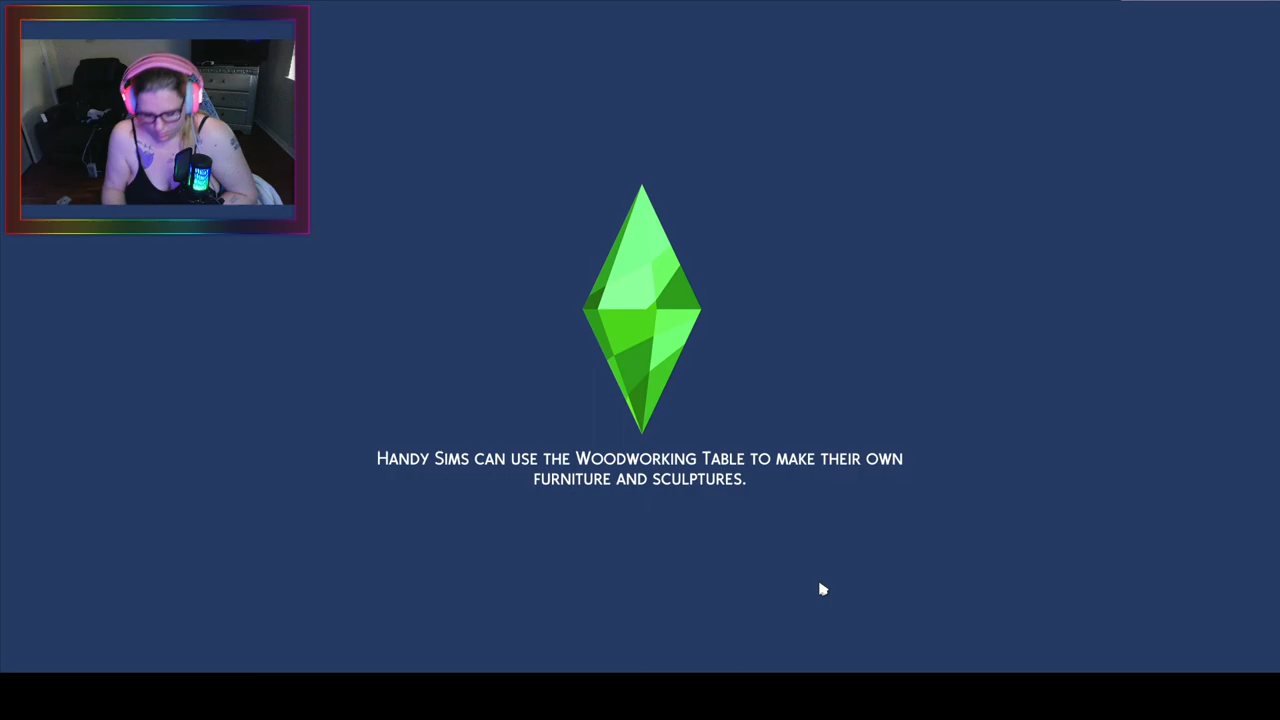 Handy Sims can use the Woodworking Table to make their own
furniture and sculptures.